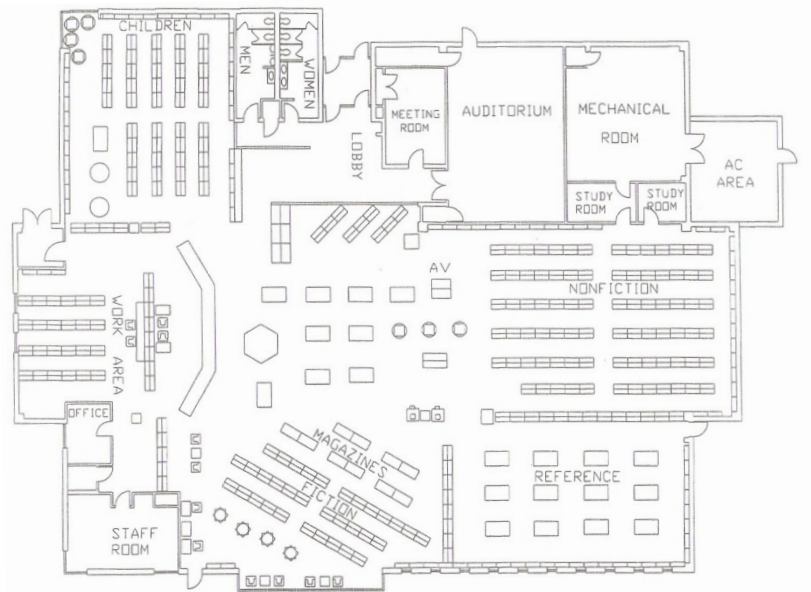 CHILDREN
MEN
WOMEN
MEETING
ROOM
AUDITORIUM
MECHANICAL
ROOM
LOBBY
AC
AREA
STUDY
ROOM
STUDY
ROOM
AV
NONFICTION
WORK
AREA
OFFICE
MAGAZINES
FICTION
REFERENCE
STAFF
ROOM